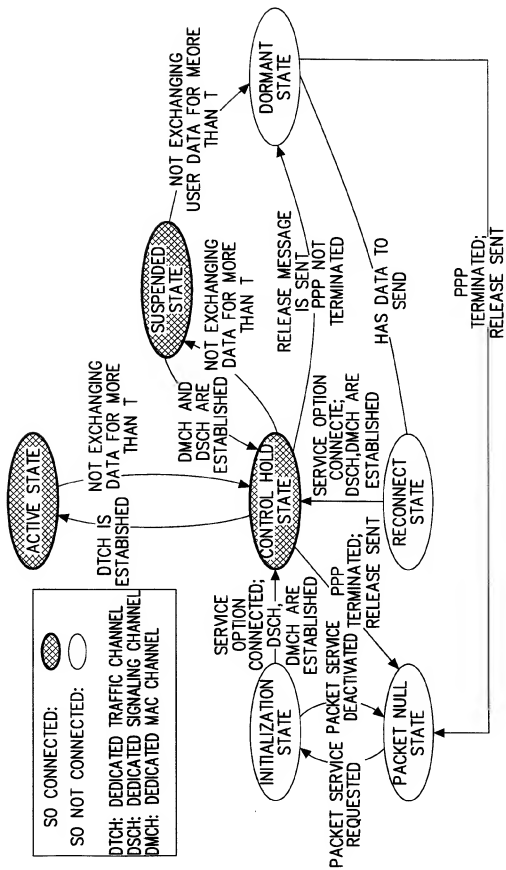 SO CONNECTED:
SO NOT CONNECTED:
DTCH: DEDICATED TRAFFIC CHANNEL
DSCH: DEDICATED SIGNALING CHANNEL
DMCH: DEDICATED MAC CHANNEL
ACTIVE STATE
DTCH IS
ESTABISHED
NOT EXCHANGING
DATA FOR MORE
THAN T
SUSPENDED
STATE
NOT EXCHANGING
USER DATA FOR MEORE
THAN T
DMCH AND
DSCH ARE
ESTABLISHED
NOT EXCHANGING
DATA FOR MORE
THAN T
SERVICE
OPTION
CONNECTED;
DSCH,
DMCH ARE
ESTABLISHED
CONTROL HOLD
STATE
RELEASE MESSAGE
IS SENT
PPP NOT
TERMINATED
DORMANT
STATE
INITIALIZATION
STATE
PACKET SERVICE
REQUESTED
PACKET SERVICE
DEACTIVATED
PPP
TERMINATED;
RELEASE SENT
SERVICE OPTION
CONNECTE;
DSCH,DMCH ARE
ESTABLISHED
HAS DATA TO
SEND
PACKET NULL
STATE
RECONNECT
STATE
PPP
TERMINATED;
RELEASE SENT